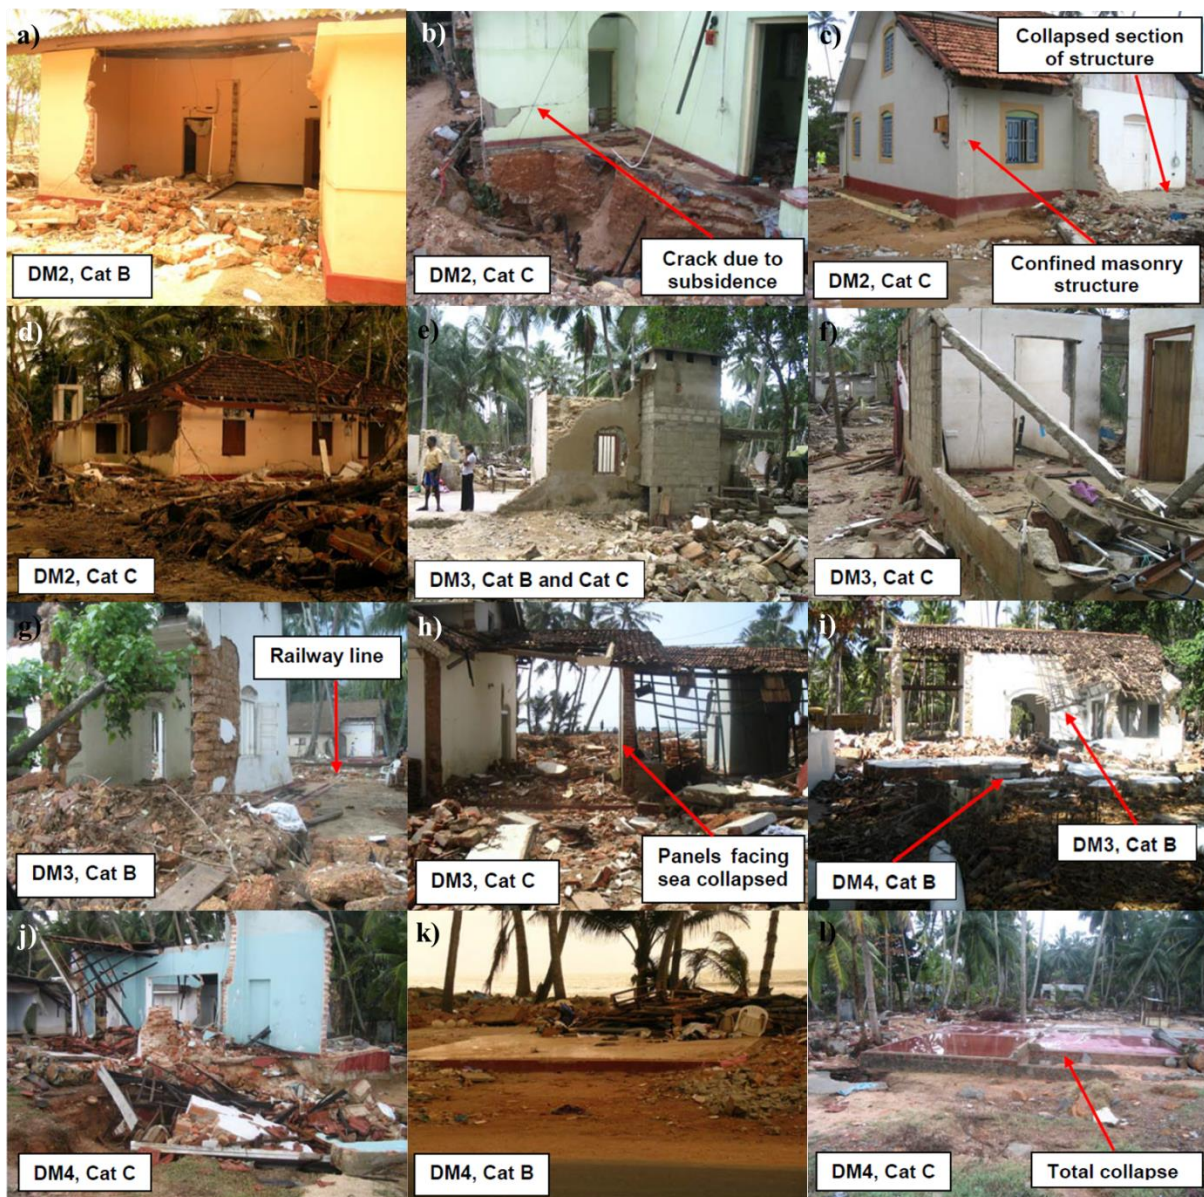 a)
DM2, Cat B
b)
Crack due to
subsidence
DM2, Cat C
c)
Collapsed section
of structure
Confined masonry
structure
DM2, Cat C
d)
DM2, Cat C
e)
DM3, Cat B and Cat C
f)
DM3, Cat C
g)
Railway line
DM3, Cat B
h)
Panels facing
sea collapsed
DM3, Cat C
i)
DM3, Cat B
DM4, Cat B
j)
DM4, Cat C
k)
DM4, Cat B
l)
Total collapse
DM4, Cat C